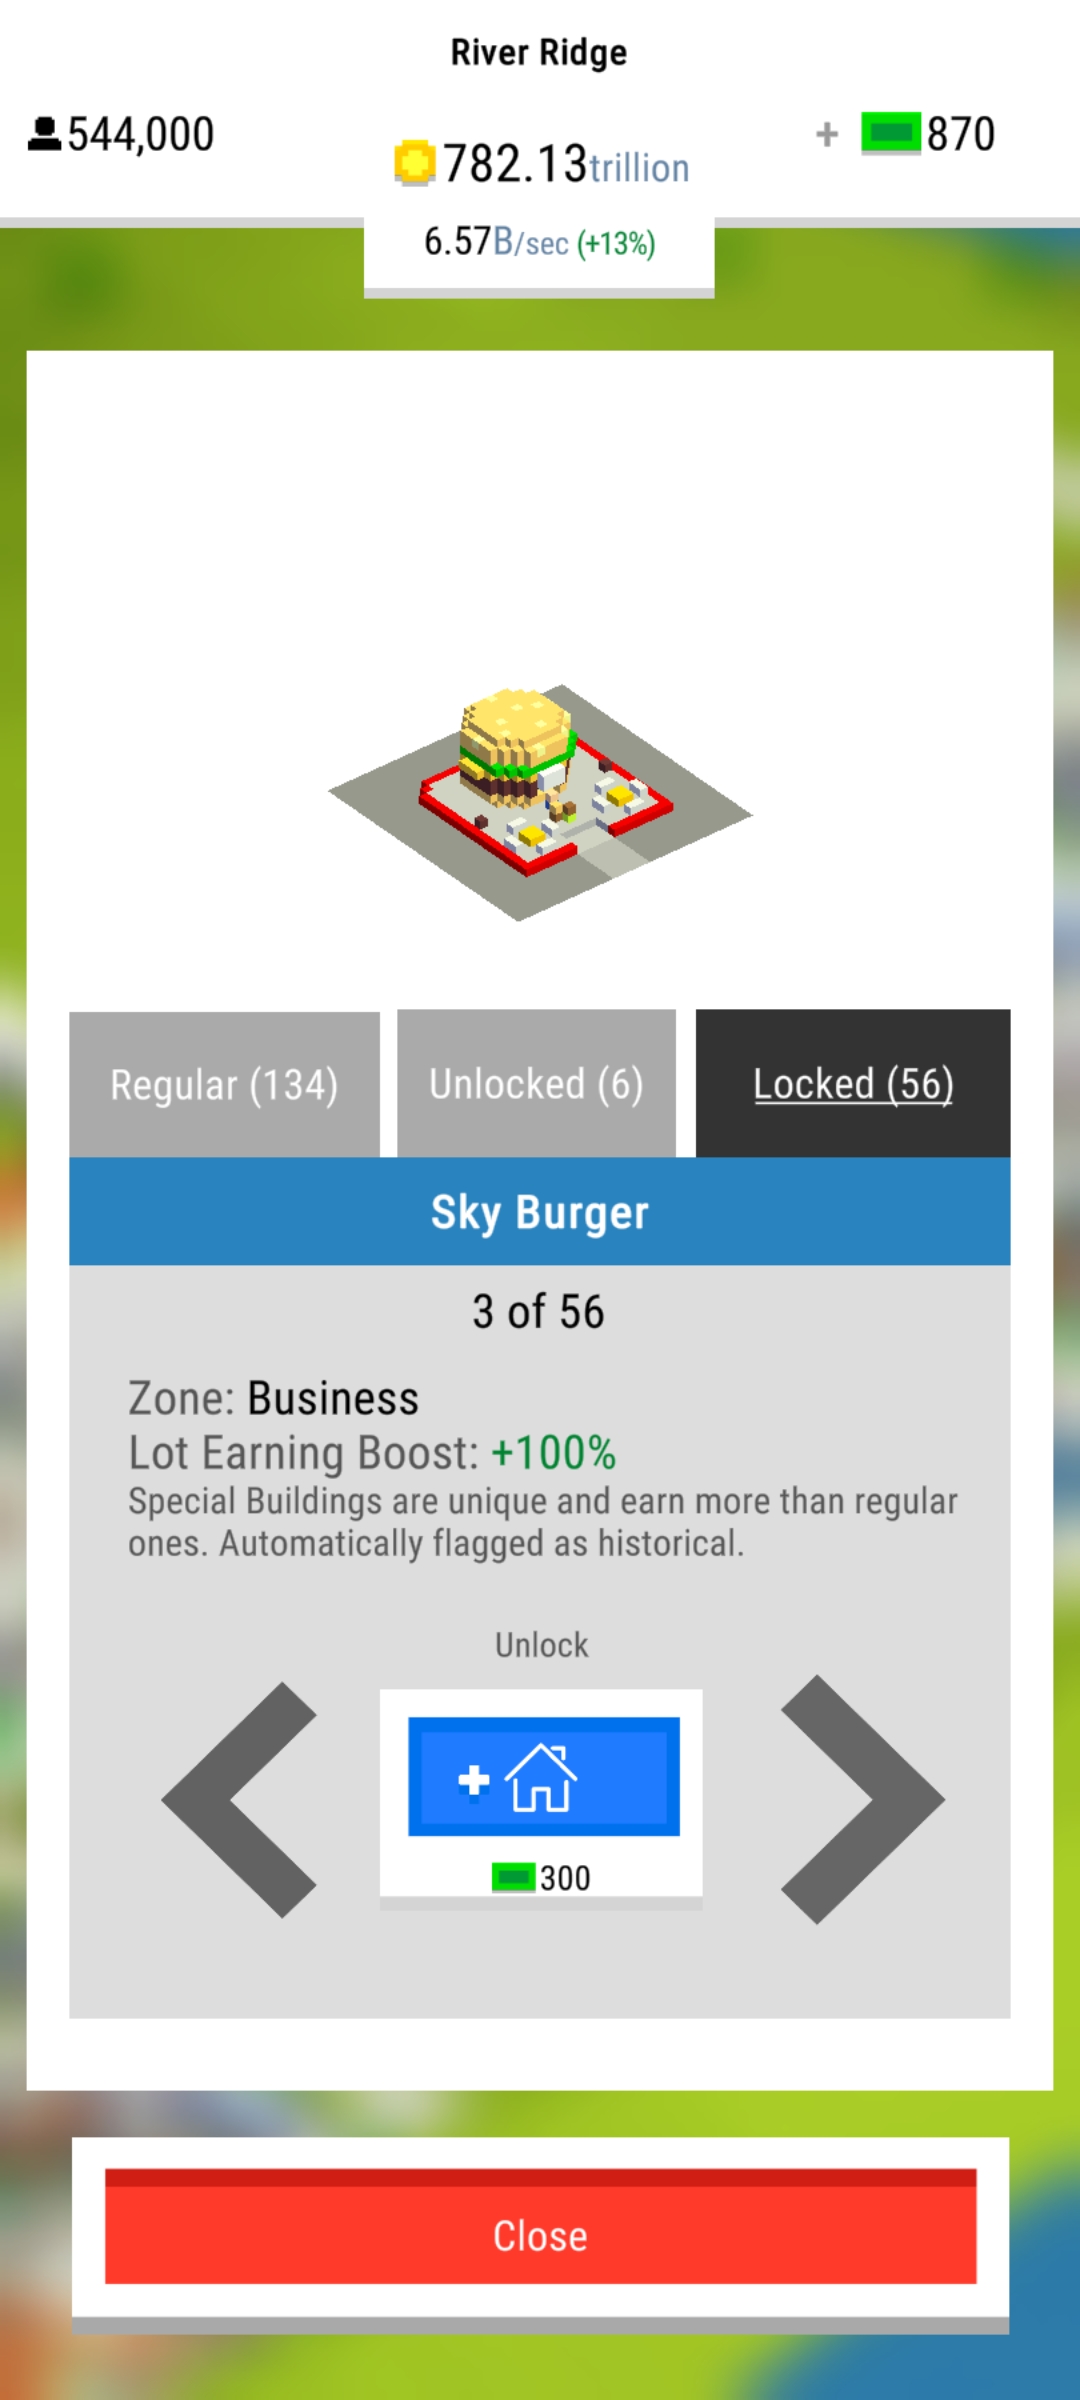 River Ridge
544,000
782.13trillion
+ 870
6.57B/sec (+13%)
Regular (134)
Unlocked (6)
Locked (56)
Sky Burger
3 of 56
Zone: Business
Lot Earning Boost: +100%
Special Buildings are unique and earn more than regular
ones. Automatically flagged as historical.
Unlock
300
Close